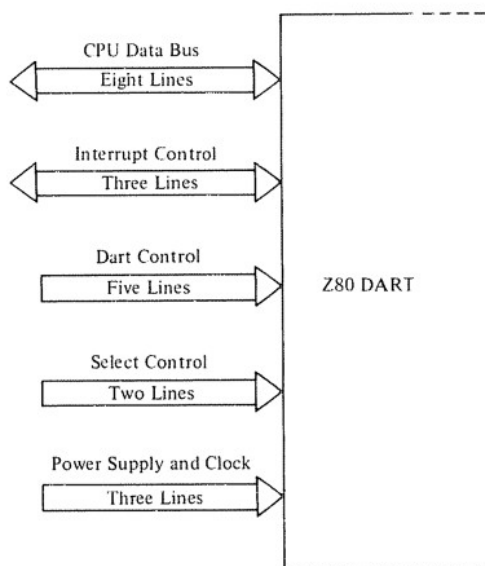 CPU Data Bus
Eight Lines
Interrupt Control
Three Lines
Dart Control
Five Lines
Z80 DART
Select Control
Two Lines
Power Supply and Clock
Three Lines